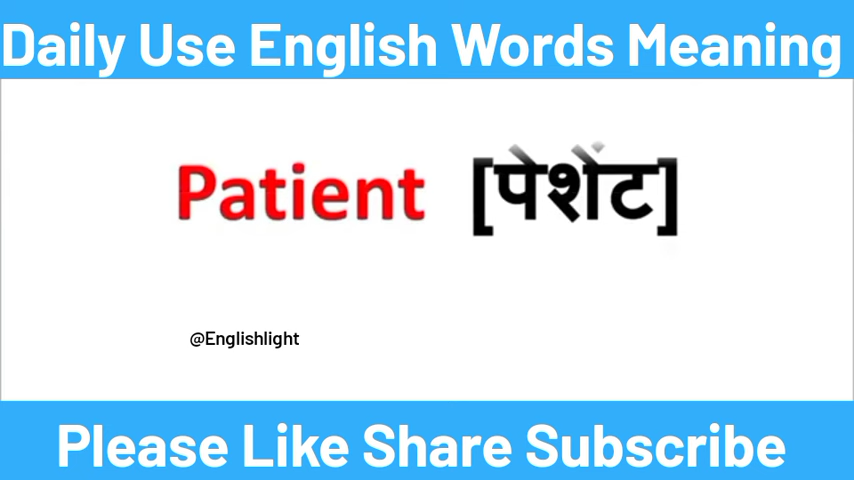 Daily Use English Words Meaning
Patient [पेशेंट]
@Englishlight
Please Like Share Subscribe